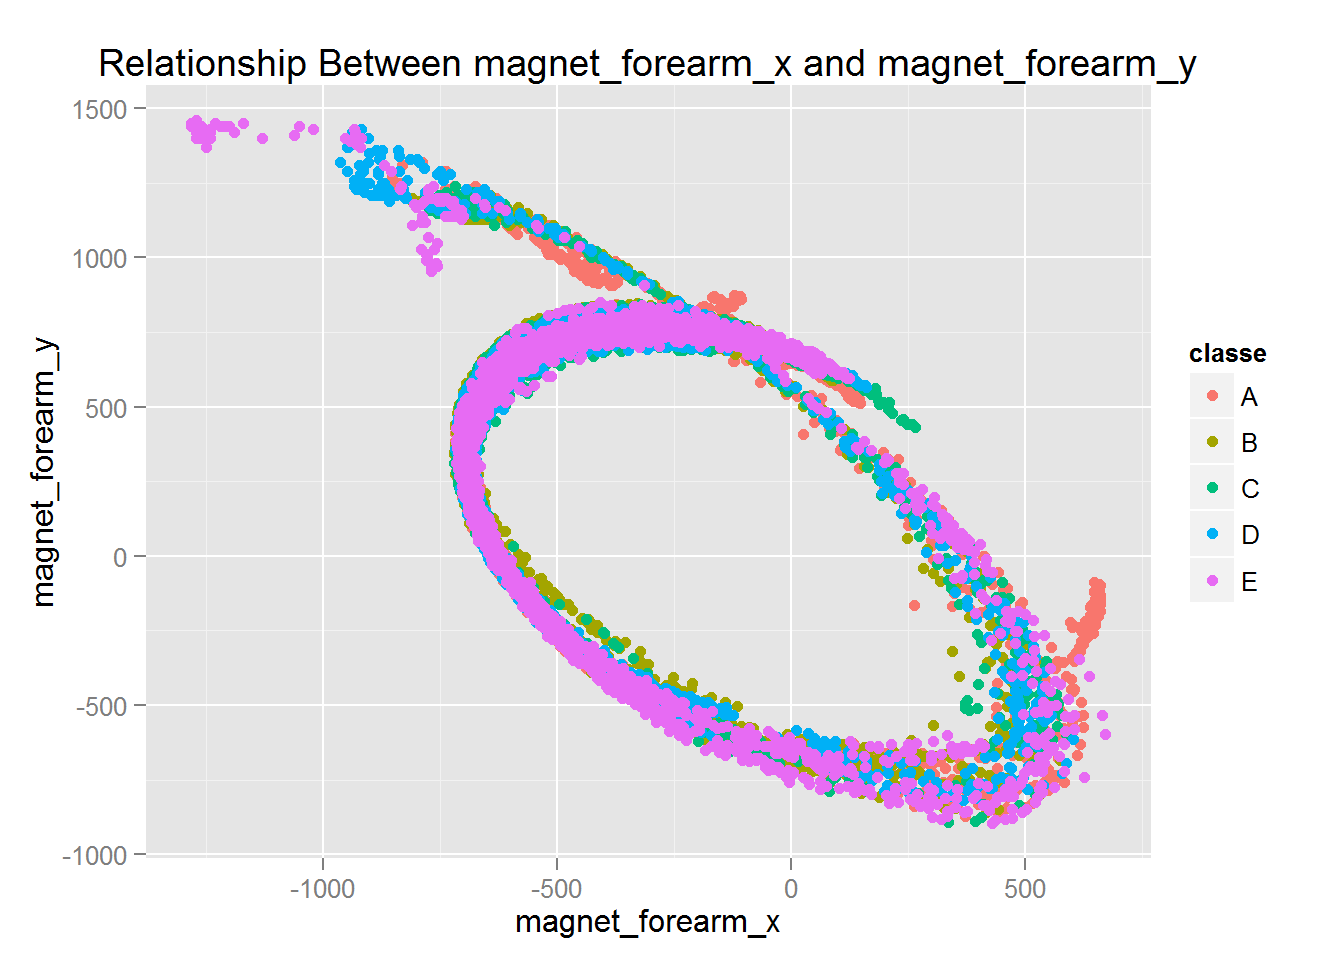 Relationship Between magnet_forearm_x and magnet_forearm_y
1500
1000
500
0
-500
-1000
magnet_forearm_y
-1000
-500
0
500
magnet_forearm_x
classe
A
B
C
D
E